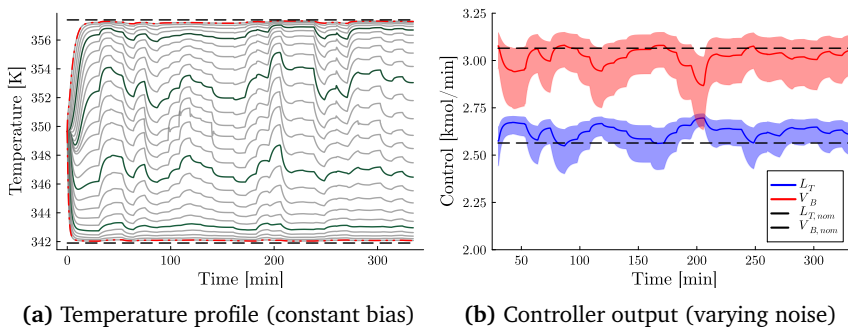 Temperature [K]
356
354
352
350
348
346
344
342
0
100
200
300
Time [min]
(a) Temperature profile (constant bias)
Control [kmol/min]
3.25
3.00
2.75
2.50
2.25
2.00
50
100
150
200
250
300
Time [min]
L_T
V_B
L_{T,nom}
V_{B,nom}
(b) Controller output (varying noise)